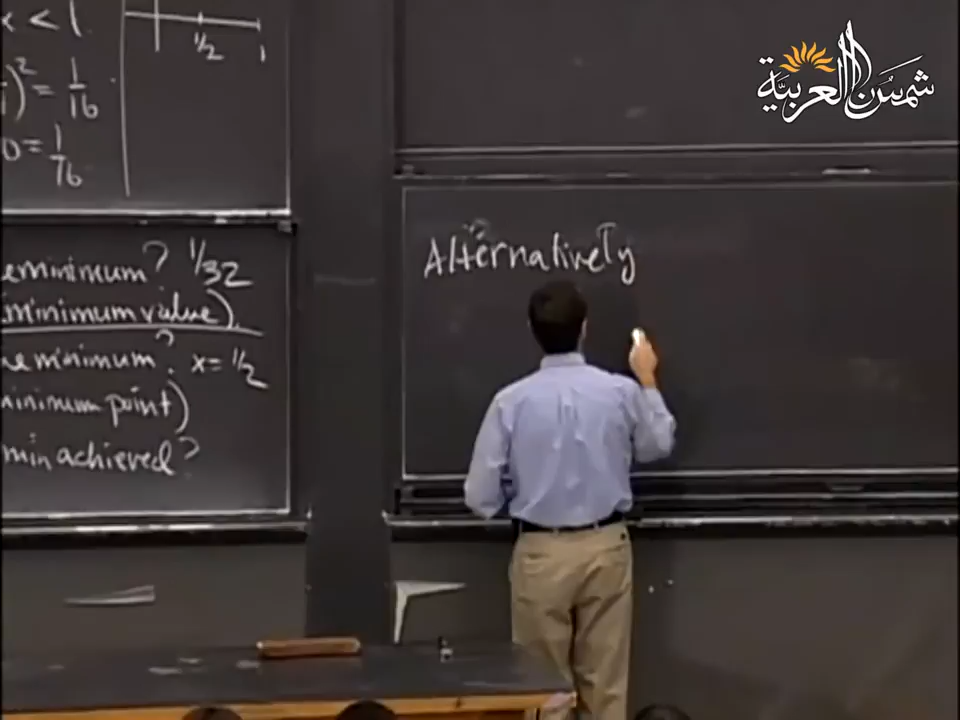 x < 1
½
1
)² = 1/16
0 = 1/16
minimum? 1/32
(minimum value).
e minimum? x = 1/2
minimum point)
min achieved?
Alternatively
شمس العربية